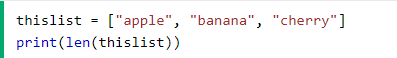 thislist = ["apple", "banana", "cherry"]
print(len(thislist))